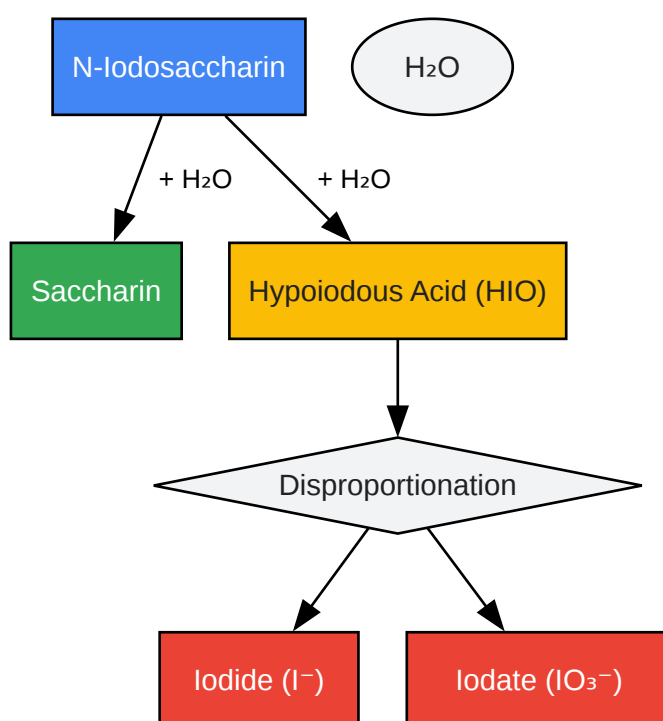 N-Iodosaccharin
H₂O
+ H₂O
+ H₂O
Saccharin
Hypoiodous Acid (HIO)
Disproportionation
Iodide (I⁻)
Iodate (IO₃⁻)